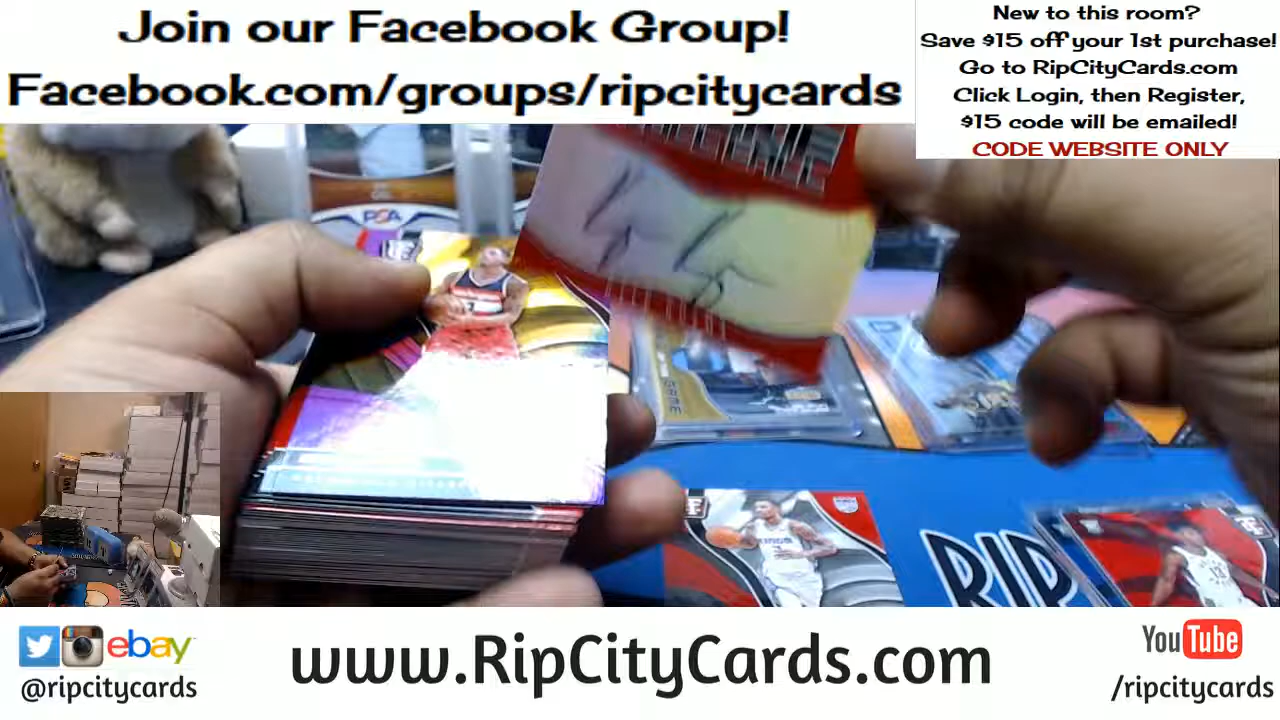 Join our Facebook Group!
Facebook.com/groups/ripcitycards
New to this room?
Save $15 off your 1st purchase!
Go to RipCityCards.com
Click Login, then Register,
$15 code will be emailed!
CODE WEBSITE ONLY
PSA
KINGS
RIP
ebay
@ripcitycards
www.RipCityCards.com
YouTube
/ripcitycards